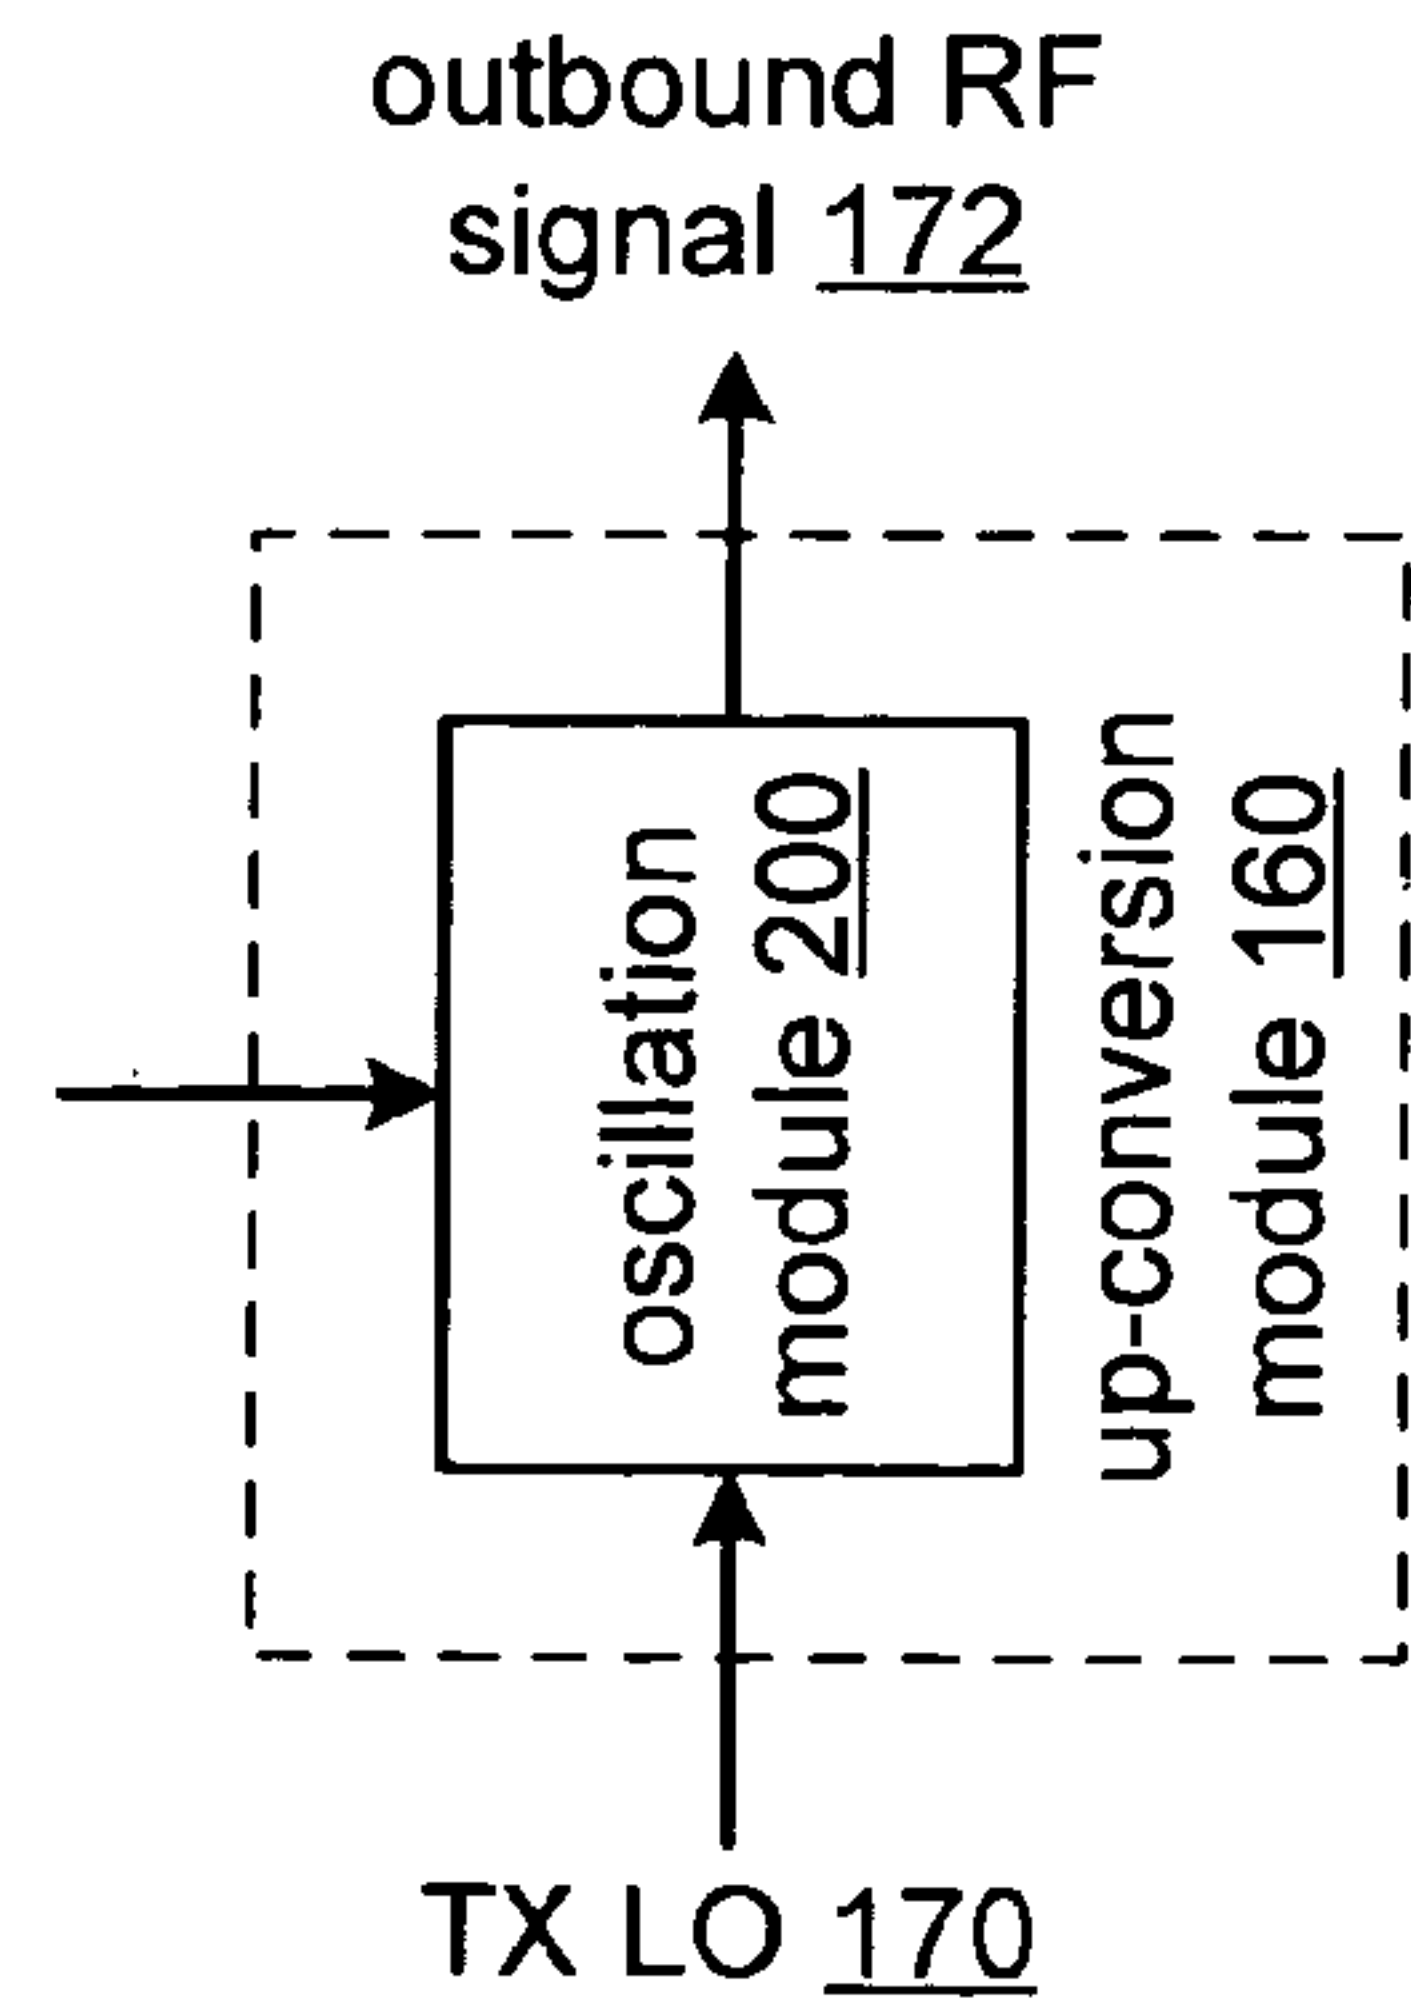 outbound RF
signal 172
oscillation
module 200
up-conversion
module 160
TX LO 170